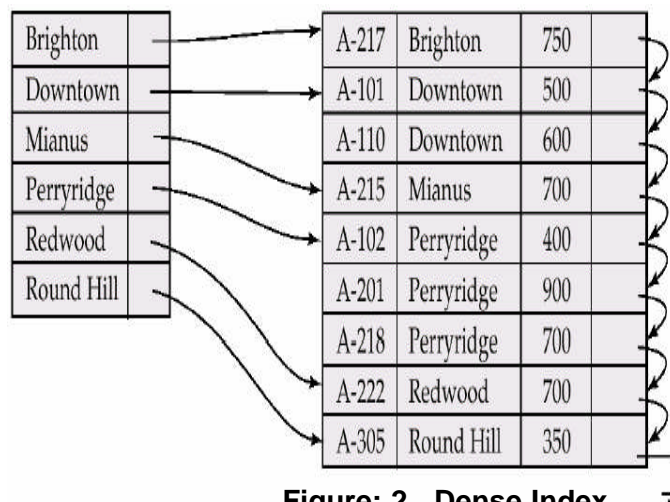 Brighton
Downtown
Mianus
Perryridge
Redwood
Round Hill
A-217 Brighton 750
A-101 Downtown 500
A-110 Downtown 600
A-215 Mianus 700
A-102 Perryridge 400
A-201 Perryridge 900
A-218 Perryridge 700
A-222 Redwood 700
A-305 Round Hill 350
Figure: 2 Dense Index